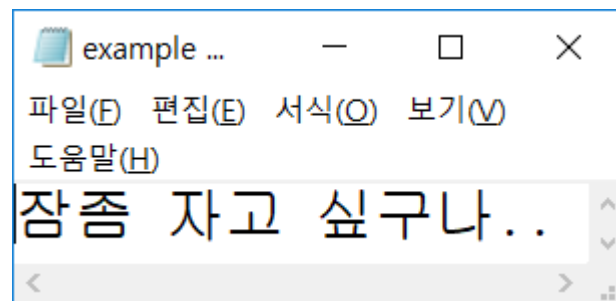 example ...
파일(F) 편집(E) 서식(O) 보기(V)
도움말(H)
잠좀 자고 싶구나..